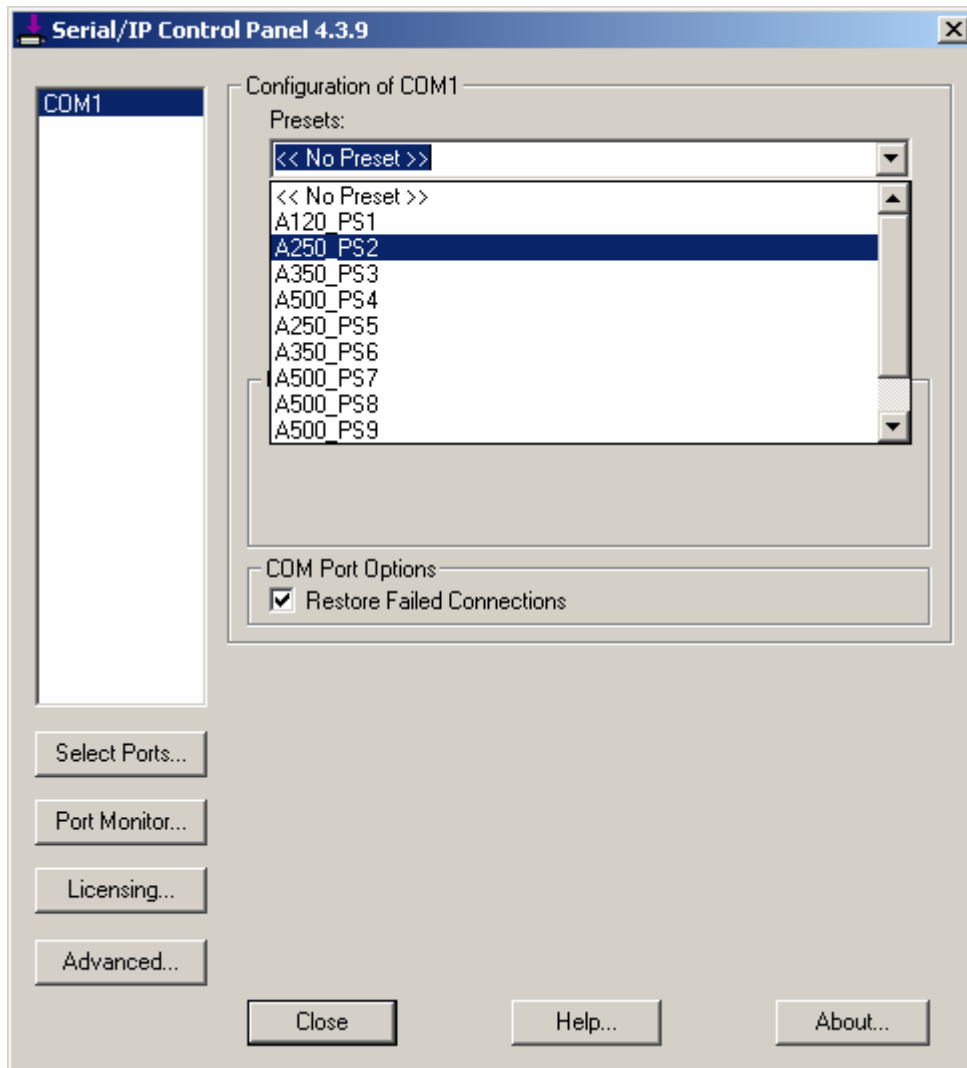 Serial/IP Control Panel 4.3.9
COM1
Configuration of COM1
Presets:
<< No Preset >>
<< No Preset >>
A120_PS1
A250_PS2
A350_PS3
A500_PS4
A250_PS5
A350_PS6
A500_PS7
A500_PS8
A500_PS9
COM Port Options
Restore Failed Connections
Select Ports...
Port Monitor...
Licensing...
Advanced...
Close Help... About...